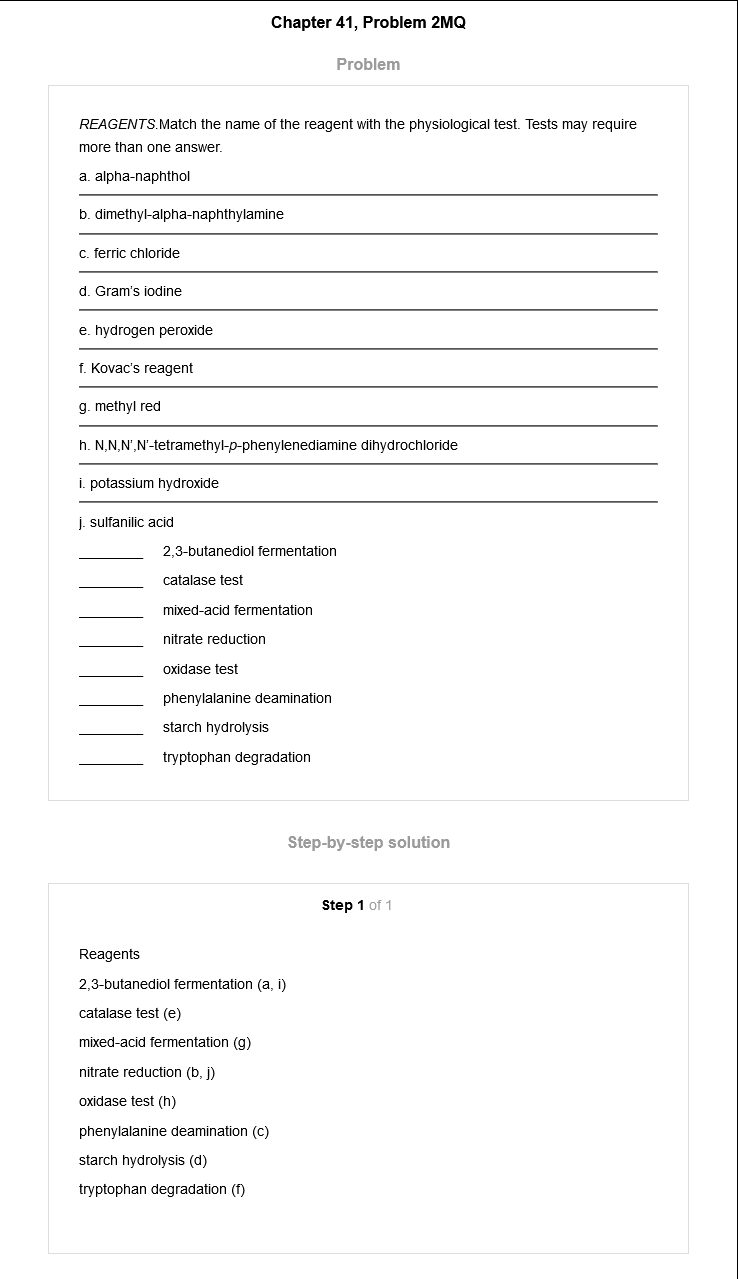 Chapter 41, Problem 2MQ
Problem
REAGENTS.Match the name of the reagent with the physiological test. Tests may require
more than one answer.
a. alpha-naphthol
b. dimethyl-alpha-naphthylamine
c. ferric chloride
d. Gram's iodine
e. hydrogen peroxide
f. Kovac's reagent
g. methyl red
h. N,N,N',N'-tetramethyl-p-phenylenediamine dihydrochloride
i. potassium hydroxide
j. sulfanilic acid
________ 2,3-butanediol fermentation
________ catalase test
________ mixed-acid fermentation
________ nitrate reduction
________ oxidase test
________ phenylalanine deamination
________ starch hydrolysis
________ tryptophan degradation
Step-by-step solution
Step 1 of 1
Reagents
2,3-butanediol fermentation (a, i)
catalase test (e)
mixed-acid fermentation (g)
nitrate reduction (b, j)
oxidase test (h)
phenylalanine deamination (c)
starch hydrolysis (d)
tryptophan degradation (f)